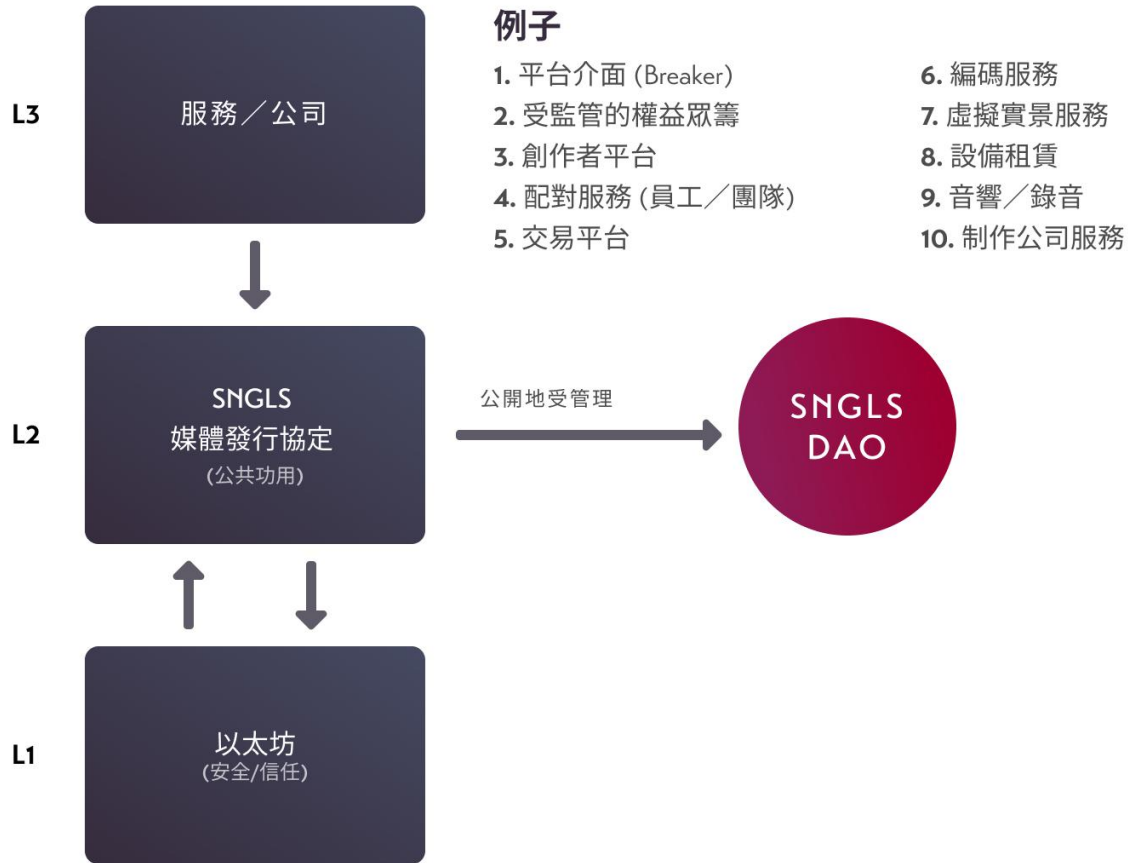 L3
服務／公司
例子
1. 平台介面 (Breaker)
2. 受監管的權益眾籌
3. 創作者平台
4. 配對服務 (員工／團隊)
5. 交易平台
6. 編碼服務
7. 虛擬實景服務
8. 設備租賃
9. 音響／錄音
10. 制作公司服務
L2
SNGLS
媒體發行協定
(公共功用)
公開地受管理
SNGLS
DAO
L1
以太坊
(安全/信任)